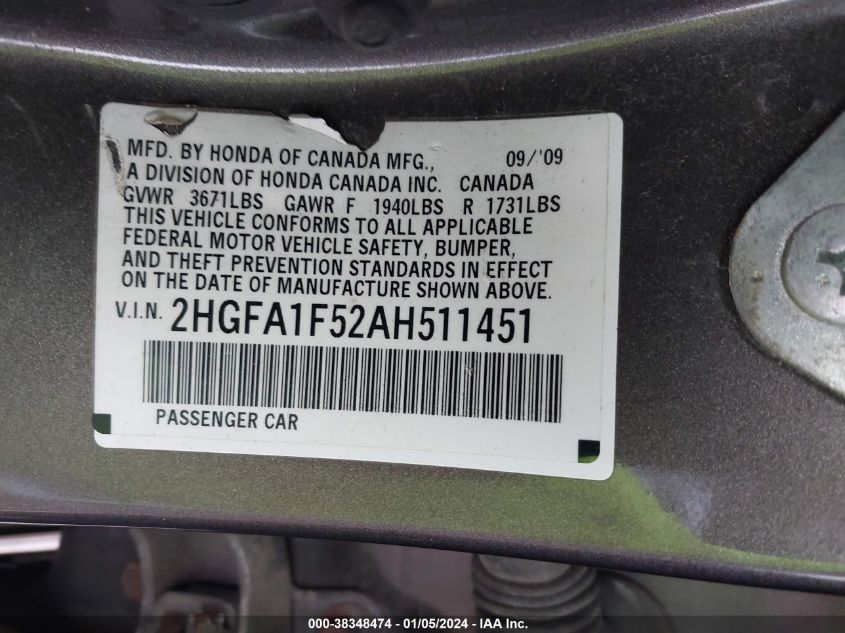 MFD. BY HONDA OF CANADA MFG., 09/'09
A DIVISION OF HONDA CANADA INC. CANADA
GVWR 3671LBS GAWR F 1940LBS R 1731LBS
THIS VEHICLE CONFORMS TO ALL APPLICABLE
FEDERAL MOTOR VEHICLE SAFETY, BUMPER,
AND THEFT PREVENTION STANDARDS IN EFFECT
ON THE DATE OF MANUFACTURE SHOWN ABOVE.
V.I.N. 2HGFA1F52AH511451
PASSENGER CAR
000-38348474 - 01/05/2024 - IAA Inc.